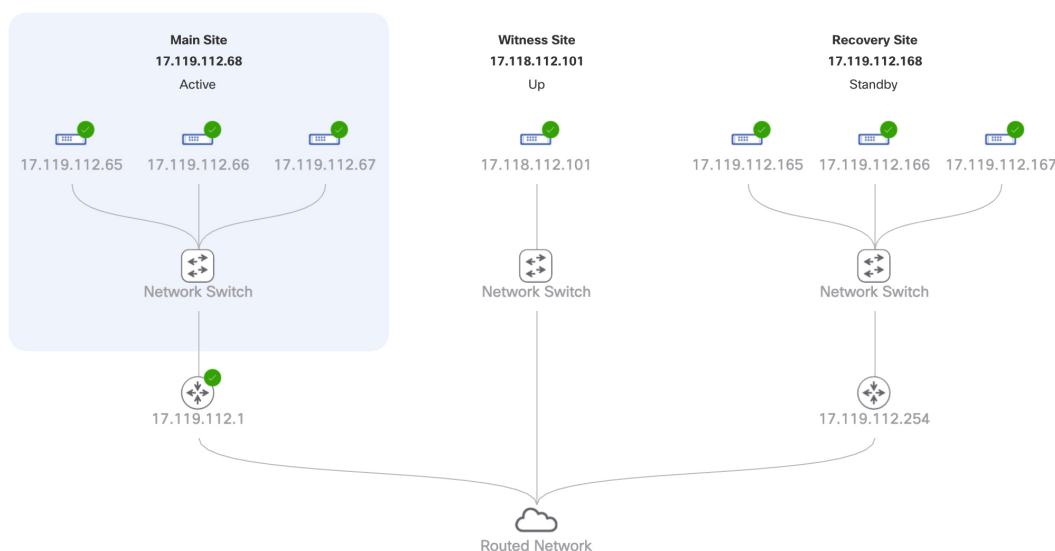 Main Site
17.119.112.68
Active
Witness Site
17.118.112.101
Up
Recovery Site
17.119.112.168
Standby
17.119.112.65
17.119.112.66
17.119.112.67
17.118.112.101
17.119.112.165
17.119.112.166
17.119.112.167
Network Switch
Network Switch
Network Switch
17.119.112.1
17.119.112.254
Routed Network